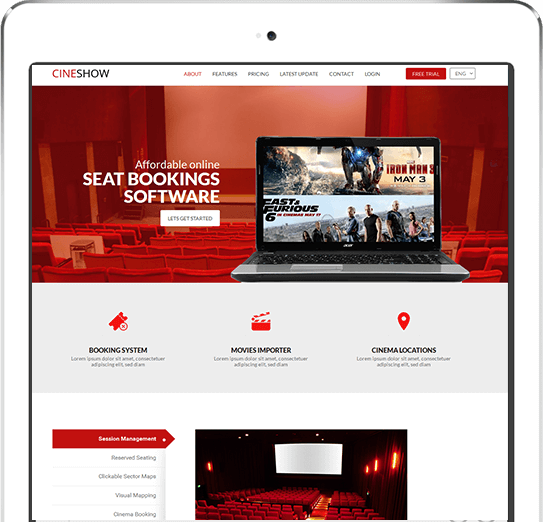 CINESHOW
ABOUT FEATURES PRICING LATEST UPDATE CONTACT LOGIN FREE TRIAL ENG
Affordable online
SEAT BOOKINGS
SOFTWARE
LETS GET STARTED
IRON MAN 3
MAY 3
FAST &
FURIOUS
6 IN CINEMAS MAY 17
acer
BOOKING SYSTEM
Lorem ipsum dolor sit amet, consectetuer
adipiscing elit, sed diam
MOVIES IMPORTER
Lorem ipsum dolor sit amet, consectetuer
adipiscing elit, sed diam
CINEMA LOCATIONS
Lorem ipsum dolor sit amet, consectetuer
adipiscing elit, sed diam
Session Management
Reserved Seating
Clickable Sector Maps
Visual Mapping
Cinema Booking